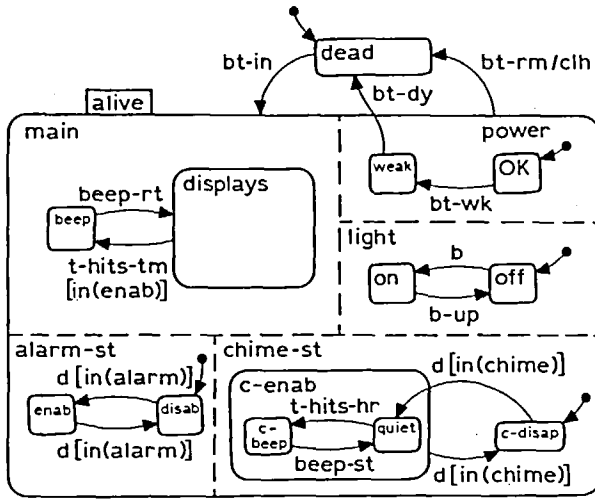 dead
bt-in
bt-rm/clh
bt-dy
alive
main
power
displays
weak
OK
beep-rt
beep
bt-wk
t-hits-tm
[in(enab)]
light
b
on
off
b-up
alarm-st
chime-st
d[in(alarm)]
d[in(chime)]
c-enab
t-hits-hr
enab
disab
c-
beep
quiet
c-disap
d[in(alarm)]
beep-st
d[in(chime)]